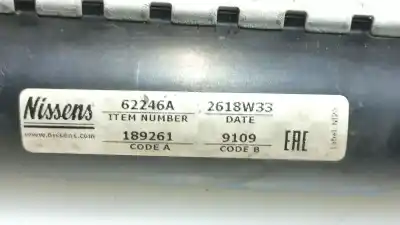 Nissens
www.nissens.com
62246A
ITEM NUMBER
2618W33
DATE
189261
CODE A
9109
CODE B
EAC